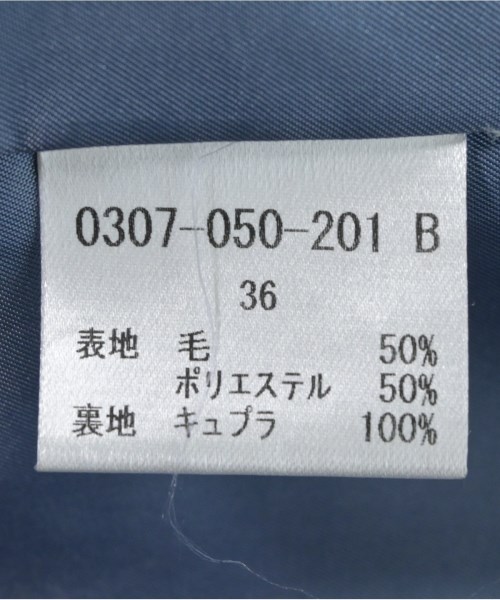 0307-050-201 B
36
表地 毛 50%
ポリエステル 50%
裏地 キュプラ 100%